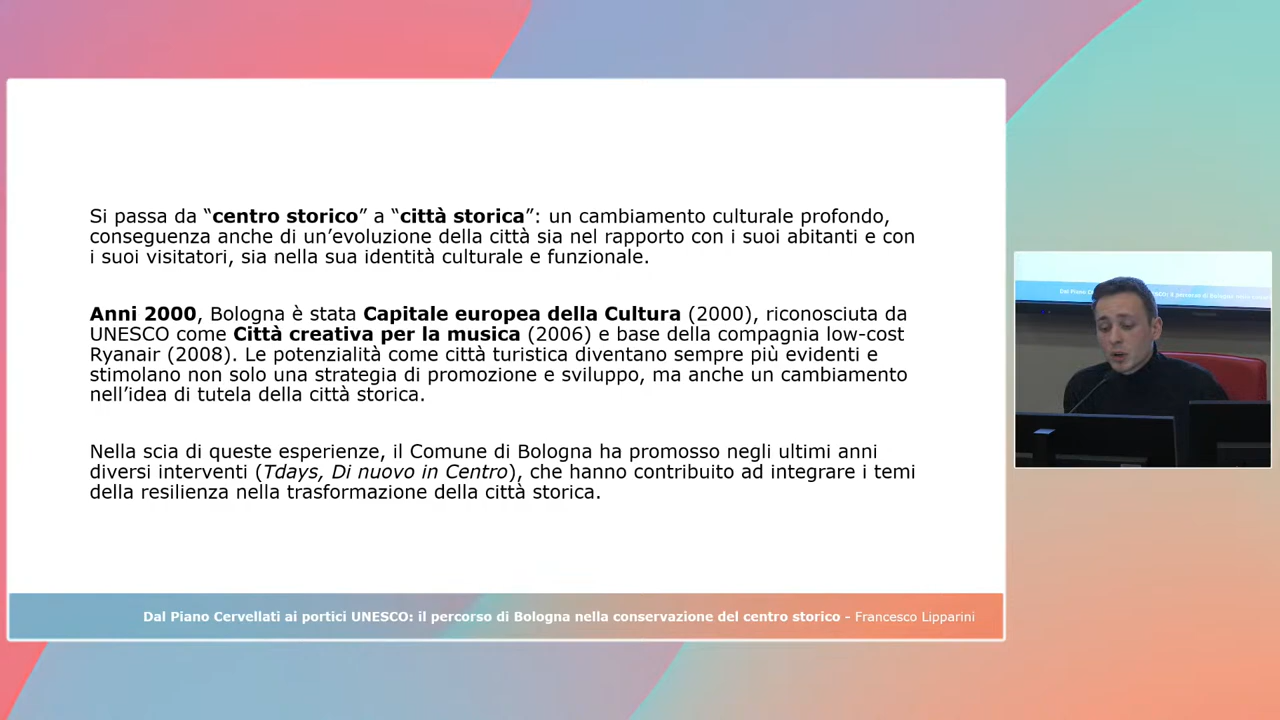 Si passa da “centro storico” a “città storica”: un cambiamento culturale profondo,
conseguenza anche di un’evoluzione della città sia nel rapporto con i suoi abitanti e con
i suoi visitatori, sia nella sua identità culturale e funzionale.
Anni 2000, Bologna è stata Capitale europea della Cultura (2000), riconosciuta da
UNESCO come Città creativa per la musica (2006) e base della compagnia low-cost
Ryanair (2008). Le potenzialità come città turistica diventano sempre più evidenti e
stimolano non solo una strategia di promozione e sviluppo, ma anche un cambiamento
nell’idea di tutela della città storica.
Nella scia di queste esperienze, il Comune di Bologna ha promosso negli ultimi anni
diversi interventi (Tdays, Di nuovo in Centro), che hanno contribuito ad integrare i temi
della resilienza nella trasformazione della città storica.
Dal Piano Cervellati ai portici UNESCO: il percorso di Bologna nella conservazione del centro storico - Francesco Lipparini